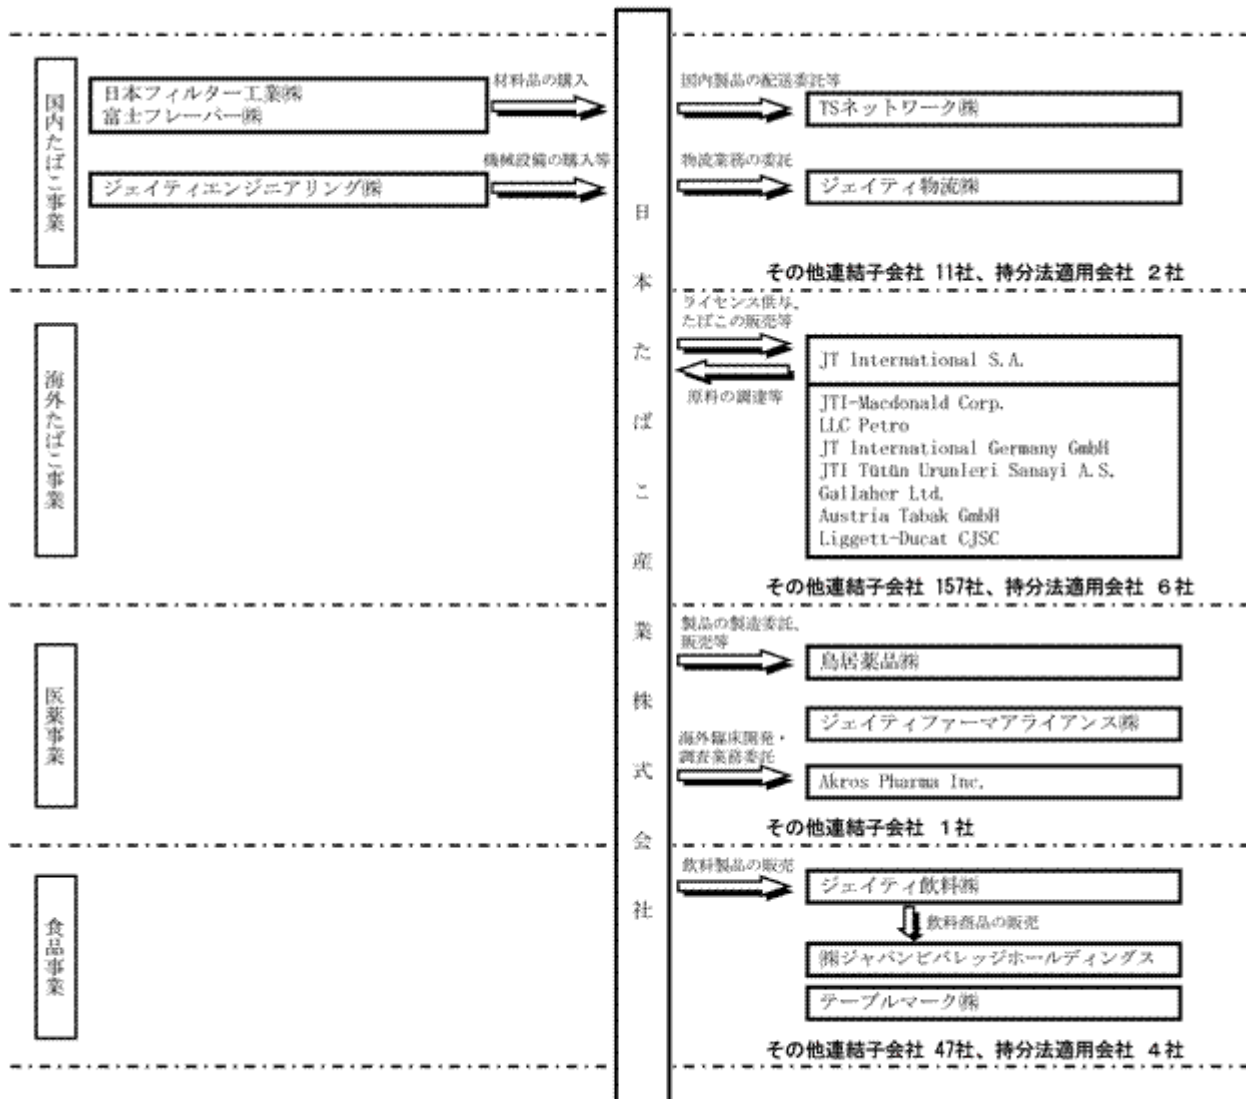 日本たばこ産業株式会社
国内たばこ事業
日本フィルター工業㈱
富士フレーバー㈱
材料品の購入
ジェイティエンジニアリング㈱
機械設備の購入等
国内製品の配送委託等
TSネットワーク㈱
物流業務の委託
ジェイティ物流㈱
その他連結子会社 11社、持分法適用会社 2社
海外たばこ事業
ライセンス供与、
たばこの販売等
原料の調達等
JT International S.A.
JTI-Macdonald Corp.
LLC Petro
JT International Germany GmbH
JTI Tütün Urunleri Sanayi A.S.
Gallaher Ltd.
Austria Tabak GmbH
Liggett-Ducat CJSC
その他連結子会社 157社、持分法適用会社 6社
医薬事業
製品の製造委託、
販売等
鳥居薬品㈱
ジェイティファーマアライアンス㈱
海外臨床開発・
調査業務委託
Akros Pharma Inc.
その他連結子会社 1社
食品事業
飲料製品の販売
ジェイティ飲料㈱
飲料商品の販売
㈱ジャパンビバレッジホールディングス
テーブルマーク㈱
その他連結子会社 47社、持分法適用会社 4社